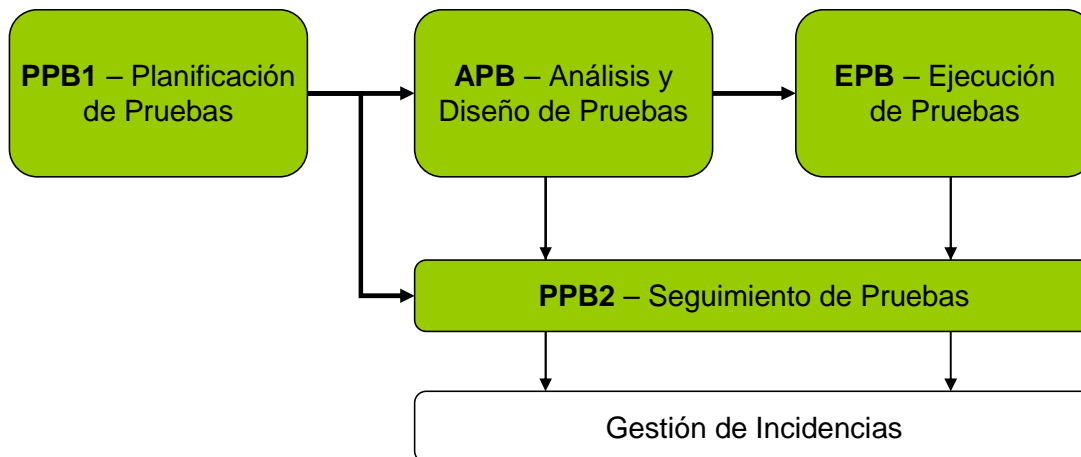 PPB1 – Planificación
de Pruebas
APB – Análisis y
Diseño de Pruebas
EPB – Ejecución
de Pruebas
PPB2 – Seguimiento de Pruebas
Gestión de Incidencias